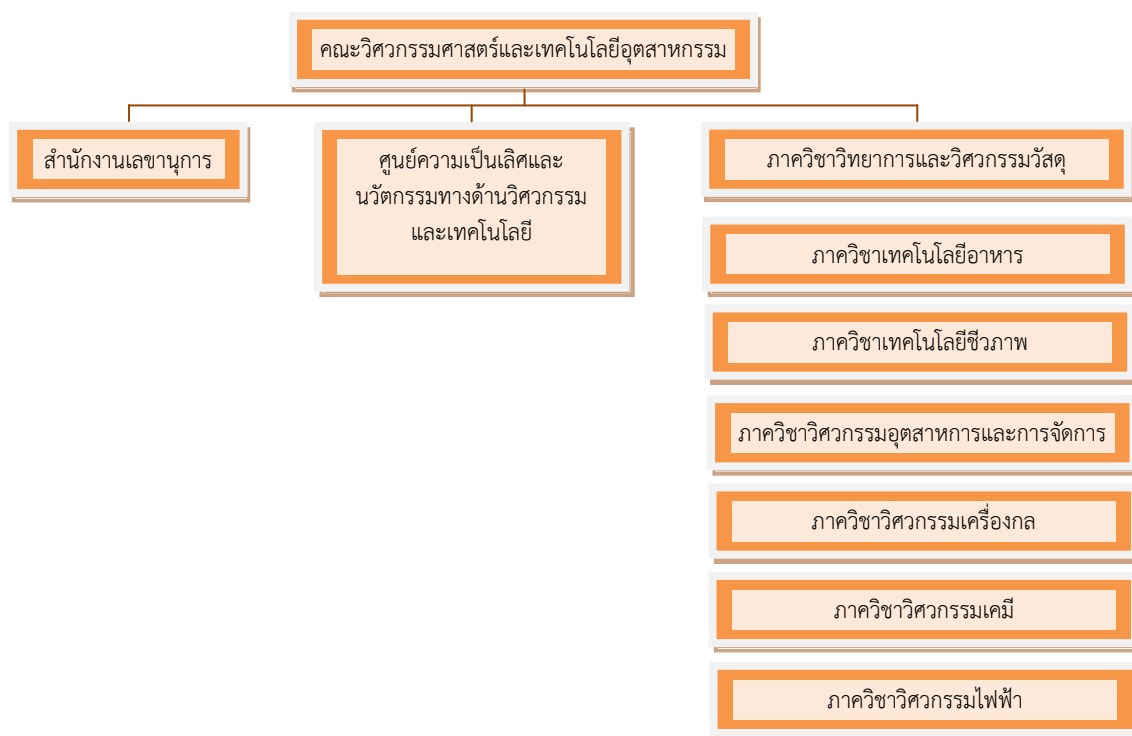 คณะวิศวกรรมศาสตร์และเทคโนโลยีอุตสาหกรรม
สำนักงานเลขานุการ
ศูนย์ความเป็นเลิศและ
นวัตกรรมทางด้านวิศวกรรม
และเทคโนโลยี
ภาควิชาวิทยาการและวิศวกรรมวัสดุ
ภาควิชาเทคโนโลยีอาหาร
ภาควิชาเทคโนโลยีชีวภาพ
ภาควิชาวิศวกรรมอุตสาหการและการจัดการ
ภาควิชาวิศวกรรมเครื่องกล
ภาควิชาวิศวกรรมเคมี
ภาควิชาวิศวกรรมไฟฟ้า